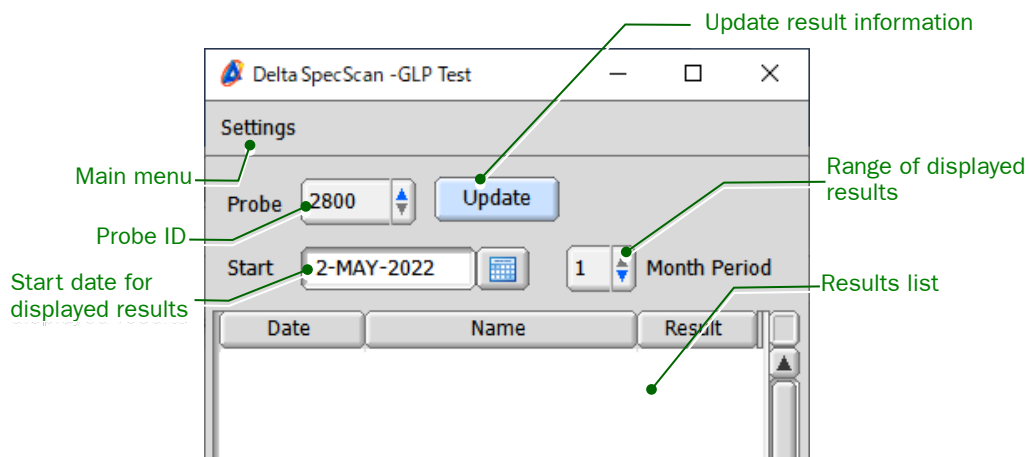 Update result information
Delta SpecScan -GLP Test
Settings
Main menu
Range of displayed
results
Probe 2800 Update
Probe ID
Start 2-MAY-2022 1 Month Period
Start date for
displayed results
Results list
Date Name Result